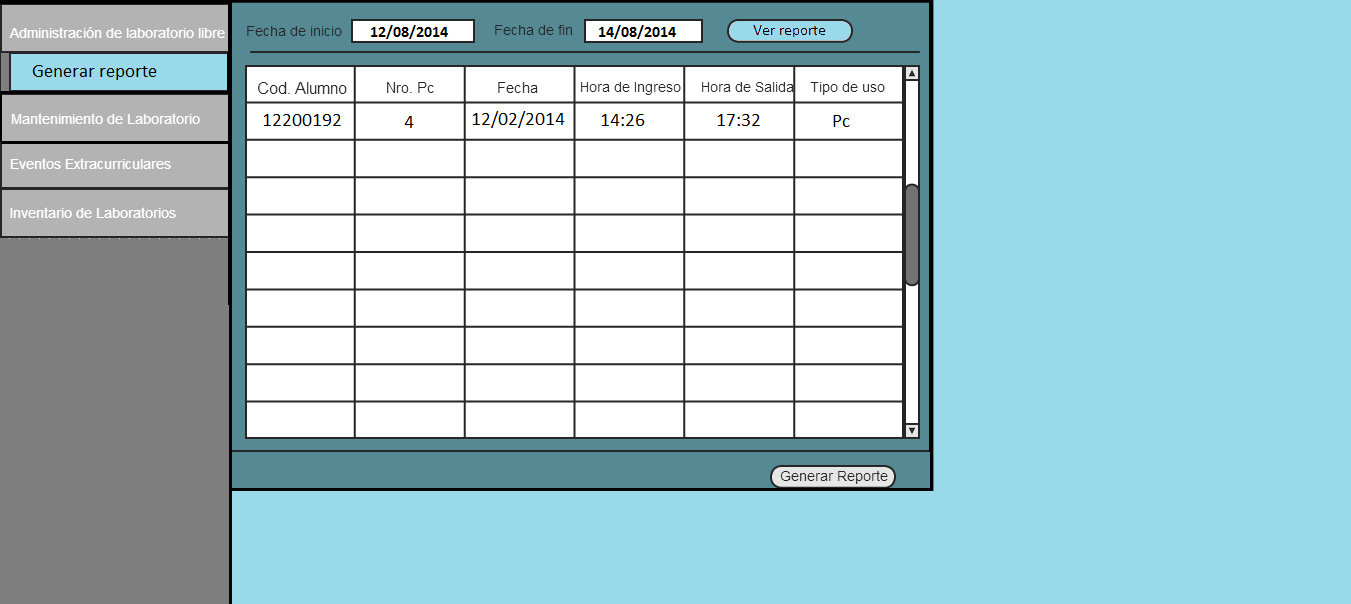 Administración de laboratorio libre
Generar reporte
Mantenimiento de Laboratorio
Eventos Extracurriculares
Inventario de Laboratorios
Fecha de inicio 12/08/2014 Fecha de fin 14/08/2014 Ver reporte
Cod. Alumno Nro. Pc Fecha Hora de Ingreso Hora de Salida Tipo de uso
12200192 4 12/02/2014 14:26 17:32 Pc
Generar Reporte